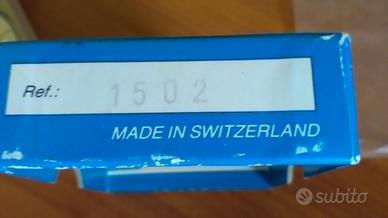 Ref.: 1502
MADE IN SWITZERLAND
subito